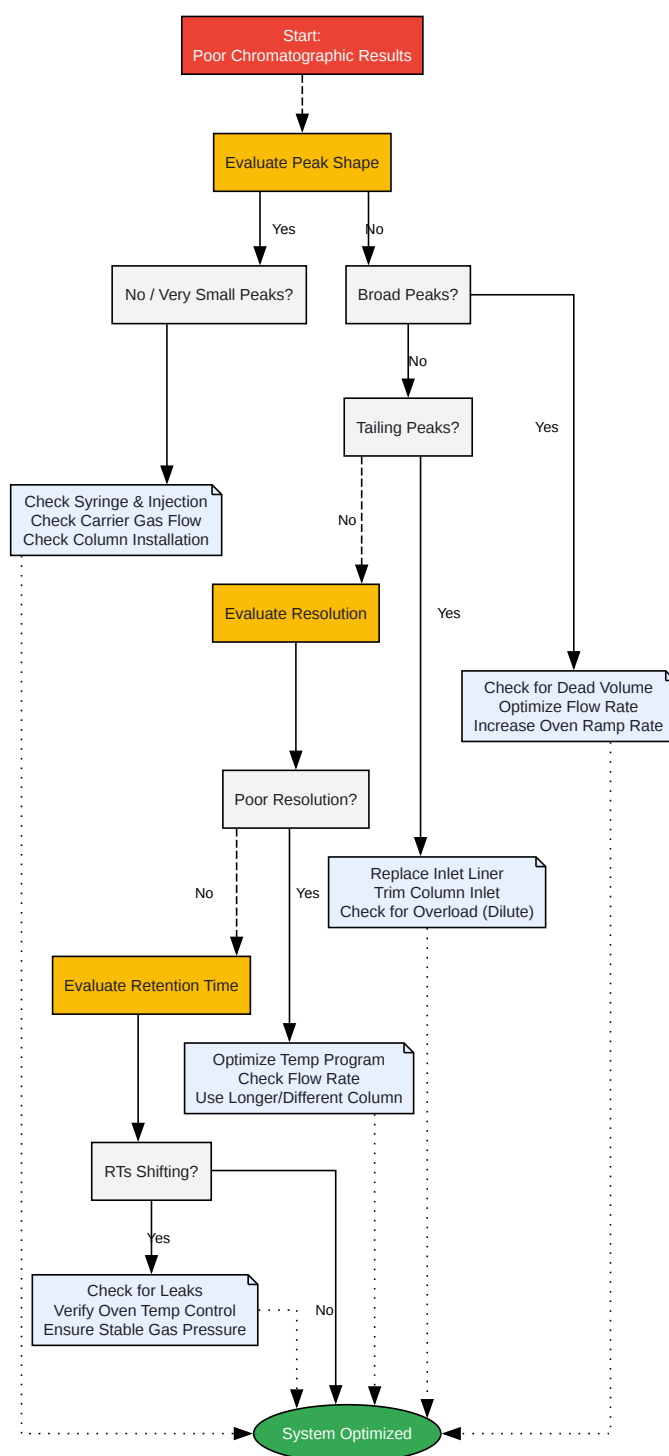 Start:
Poor Chromatographic Results
Evaluate Peak Shape
Yes
No
No / Very Small Peaks?
Broad Peaks?
No
Tailing Peaks?
Yes
Check Syringe & Injection
Check Carrier Gas Flow
Check Column Installation
No
Evaluate Resolution
Yes
Check for Dead Volume
Optimize Flow Rate
Increase Oven Ramp Rate
Poor Resolution?
Replace Inlet Liner
Trim Column Inlet
Check for Overload (Dilute)
No
Yes
Evaluate Retention Time
Optimize Temp Program
Check Flow Rate
Use Longer/Different Column
RTs Shifting?
Yes
Check for Leaks
Verify Oven Temp Control
Ensure Stable Gas Pressure
No
System Optimized